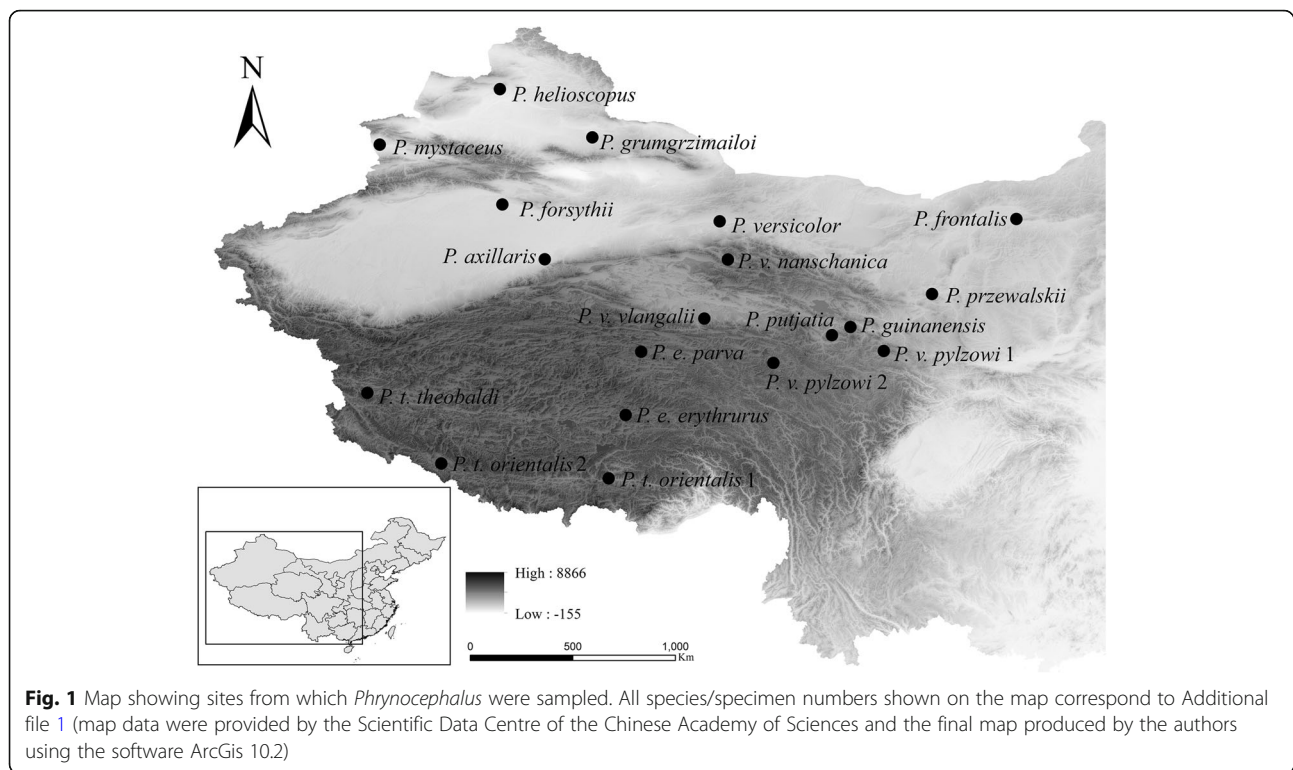 N
P. helioscopus
P. mystaceus
P. grumgrzimailoi
P. forsythii
P. versicolor
P. frontalis
P. axillaris
P. v. nanschanica
P. przewalskii
P. v. vlangalii
P. putjatia
P. guinanensis
P. e. parva
P. v. pylzowi 1
P. v. pylzowi 2
P. t. theobaldi
P. e. erythrurus
P. t. orientalis 2
P. t. orientalis 1
High : 8866
Low : -155
0 500 1,000
Km
Fig. 1 Map showing sites from which Phrynocephalus were sampled. All species/specimen numbers shown on the map correspond to Additional
file 1 (map data were provided by the Scientific Data Centre of the Chinese Academy of Sciences and the final map produced by the authors
using the software ArcGis 10.2)